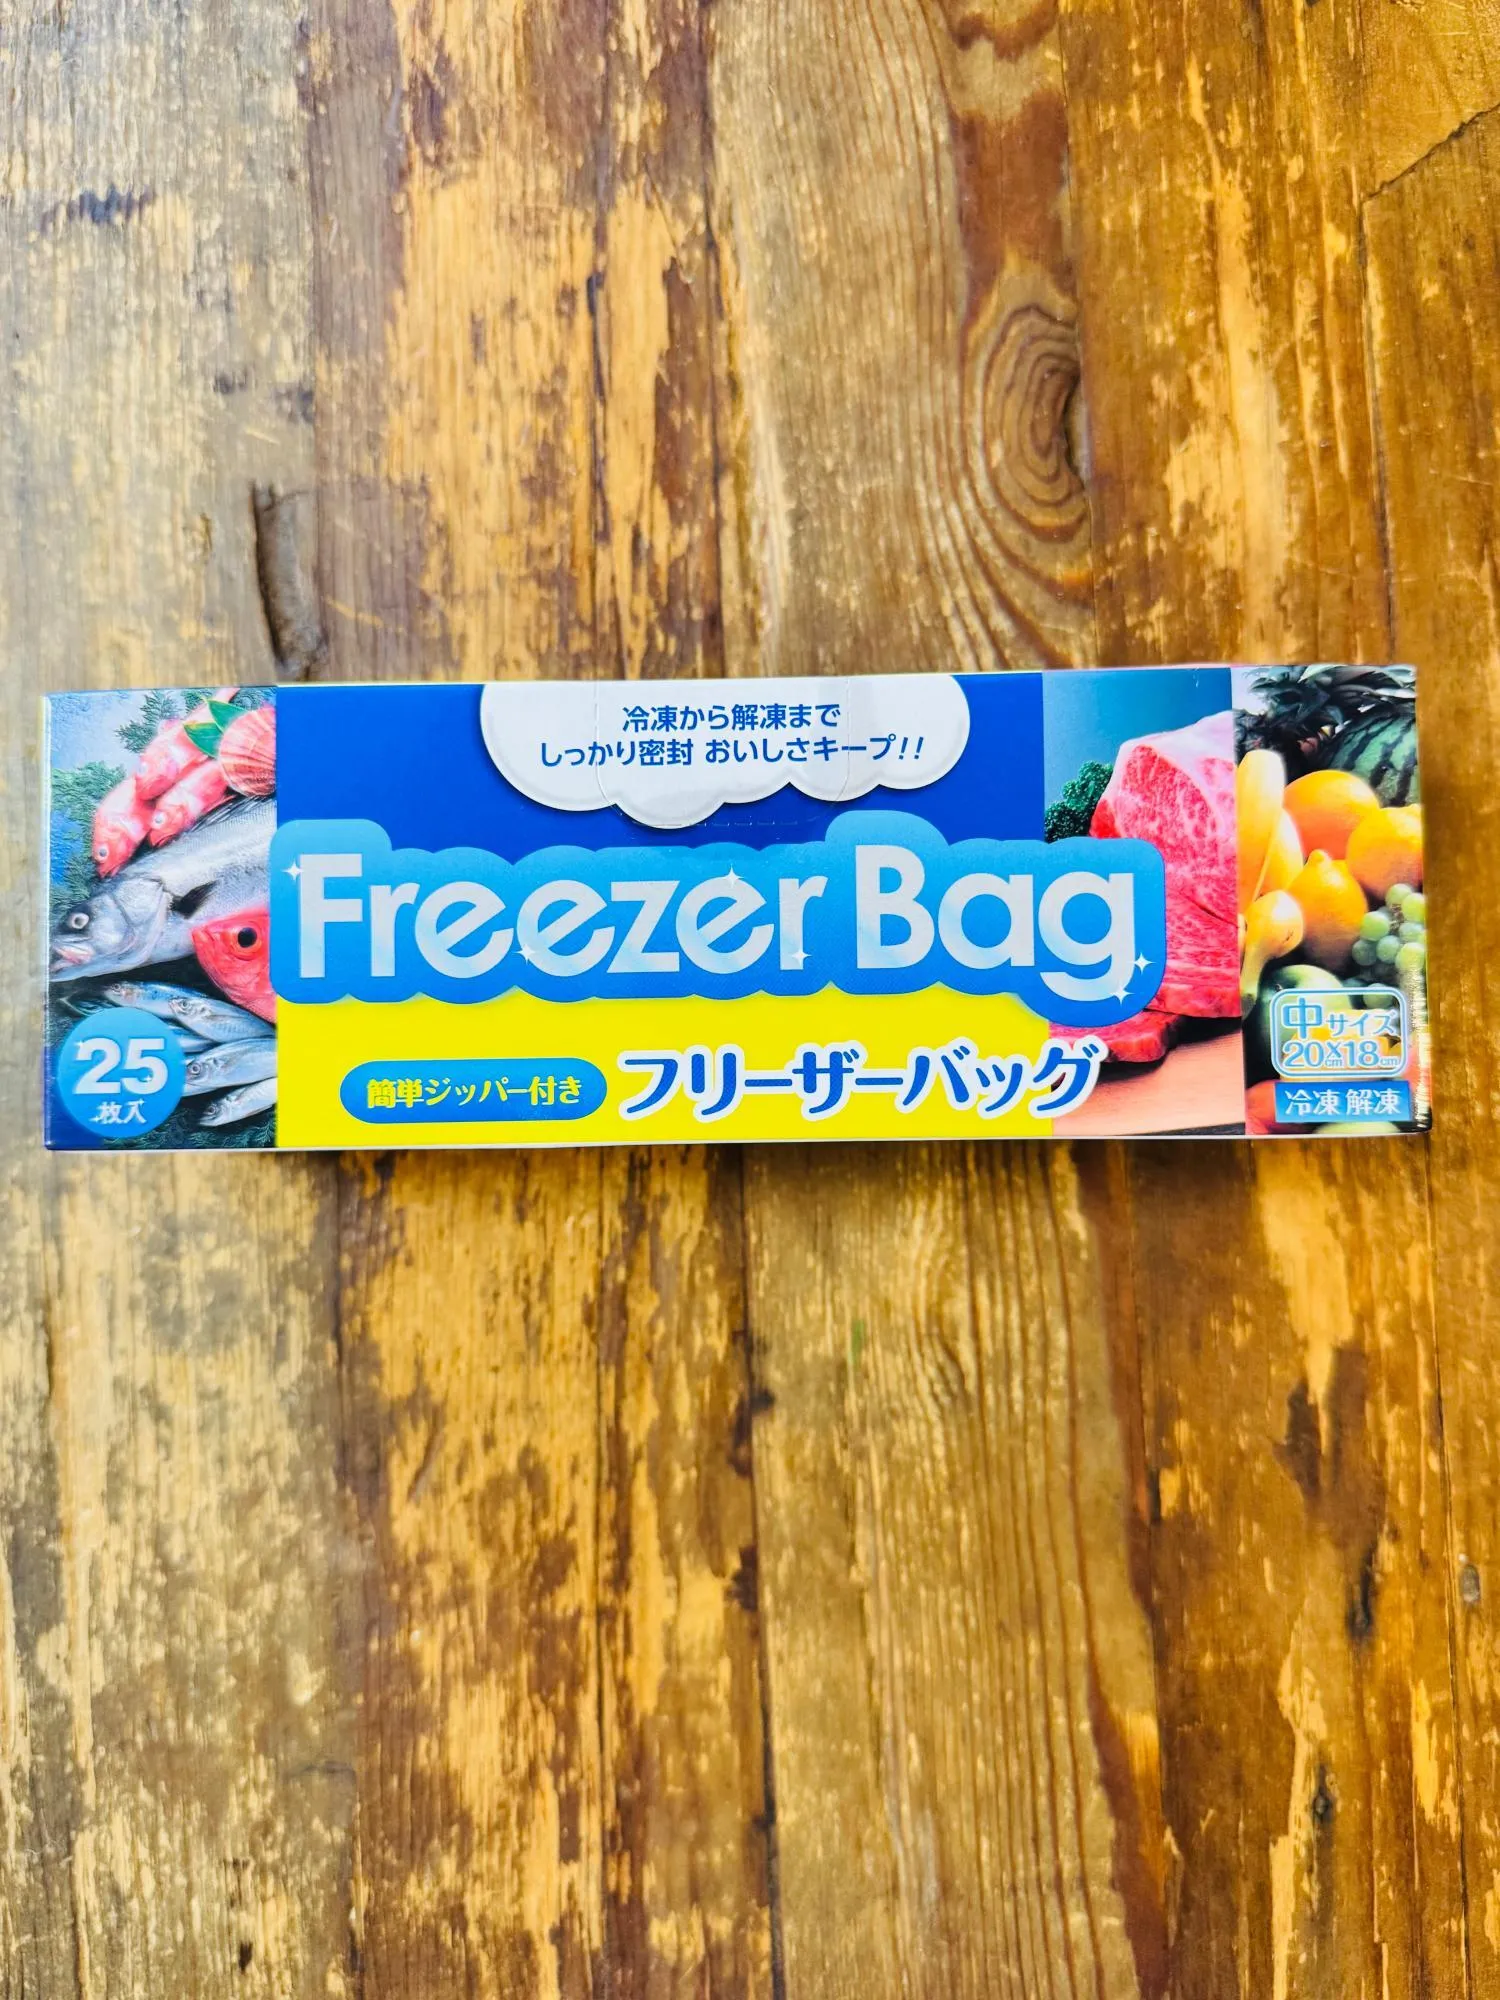 冷凍から解凍まで
しっかり密封 おいしさキープ!!
Freezer Bag
簡単ジッパー付き フリーザーバッグ
25
枚入
中サイズ
20cm×18cm
冷凍 解凍